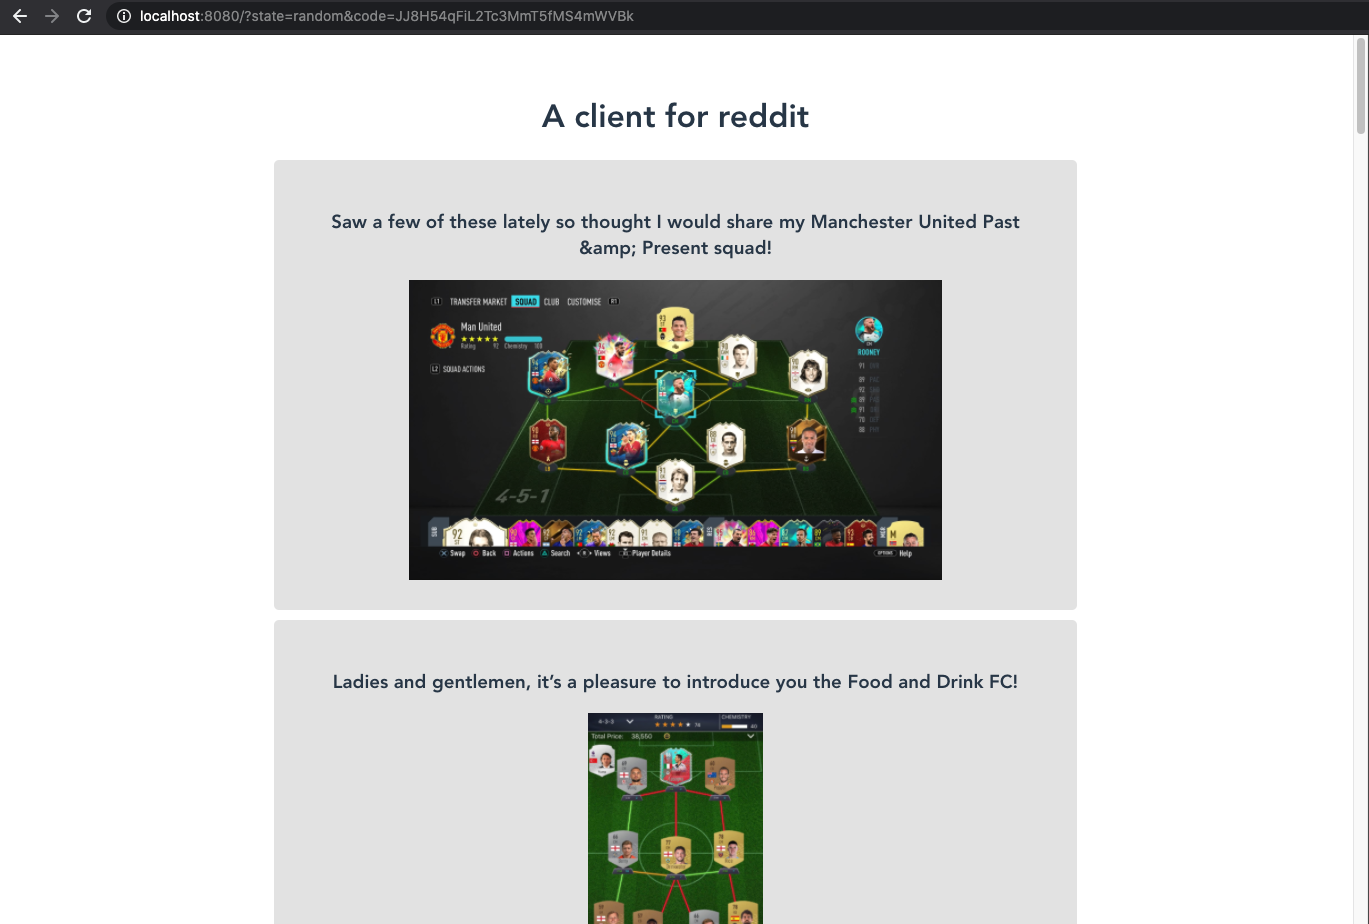 localhost:8080/?state=random&code=JJ8H54qFiL2Tc3MmT5fMS4mWVBk
A client for reddit
Saw a few of these lately so thought I would share my Manchester United Past
&amp; Present squad!
L1 TRANSFER MARKET SQUAD CLUB CUSTOMISE R1
Man United
Rating 92 Chemistry 100
L2 SQUAD ACTIONS
ROONEY
4-5-1
SUB
RES
Swap Back Actions Search Views Player Details
OPTIONS Help
Ladies and gentlemen, it’s a pleasure to introduce you the Food and Drink FC!
4-3-3 RATING 74 CHEMISTRY 40
Total Price: 38,550